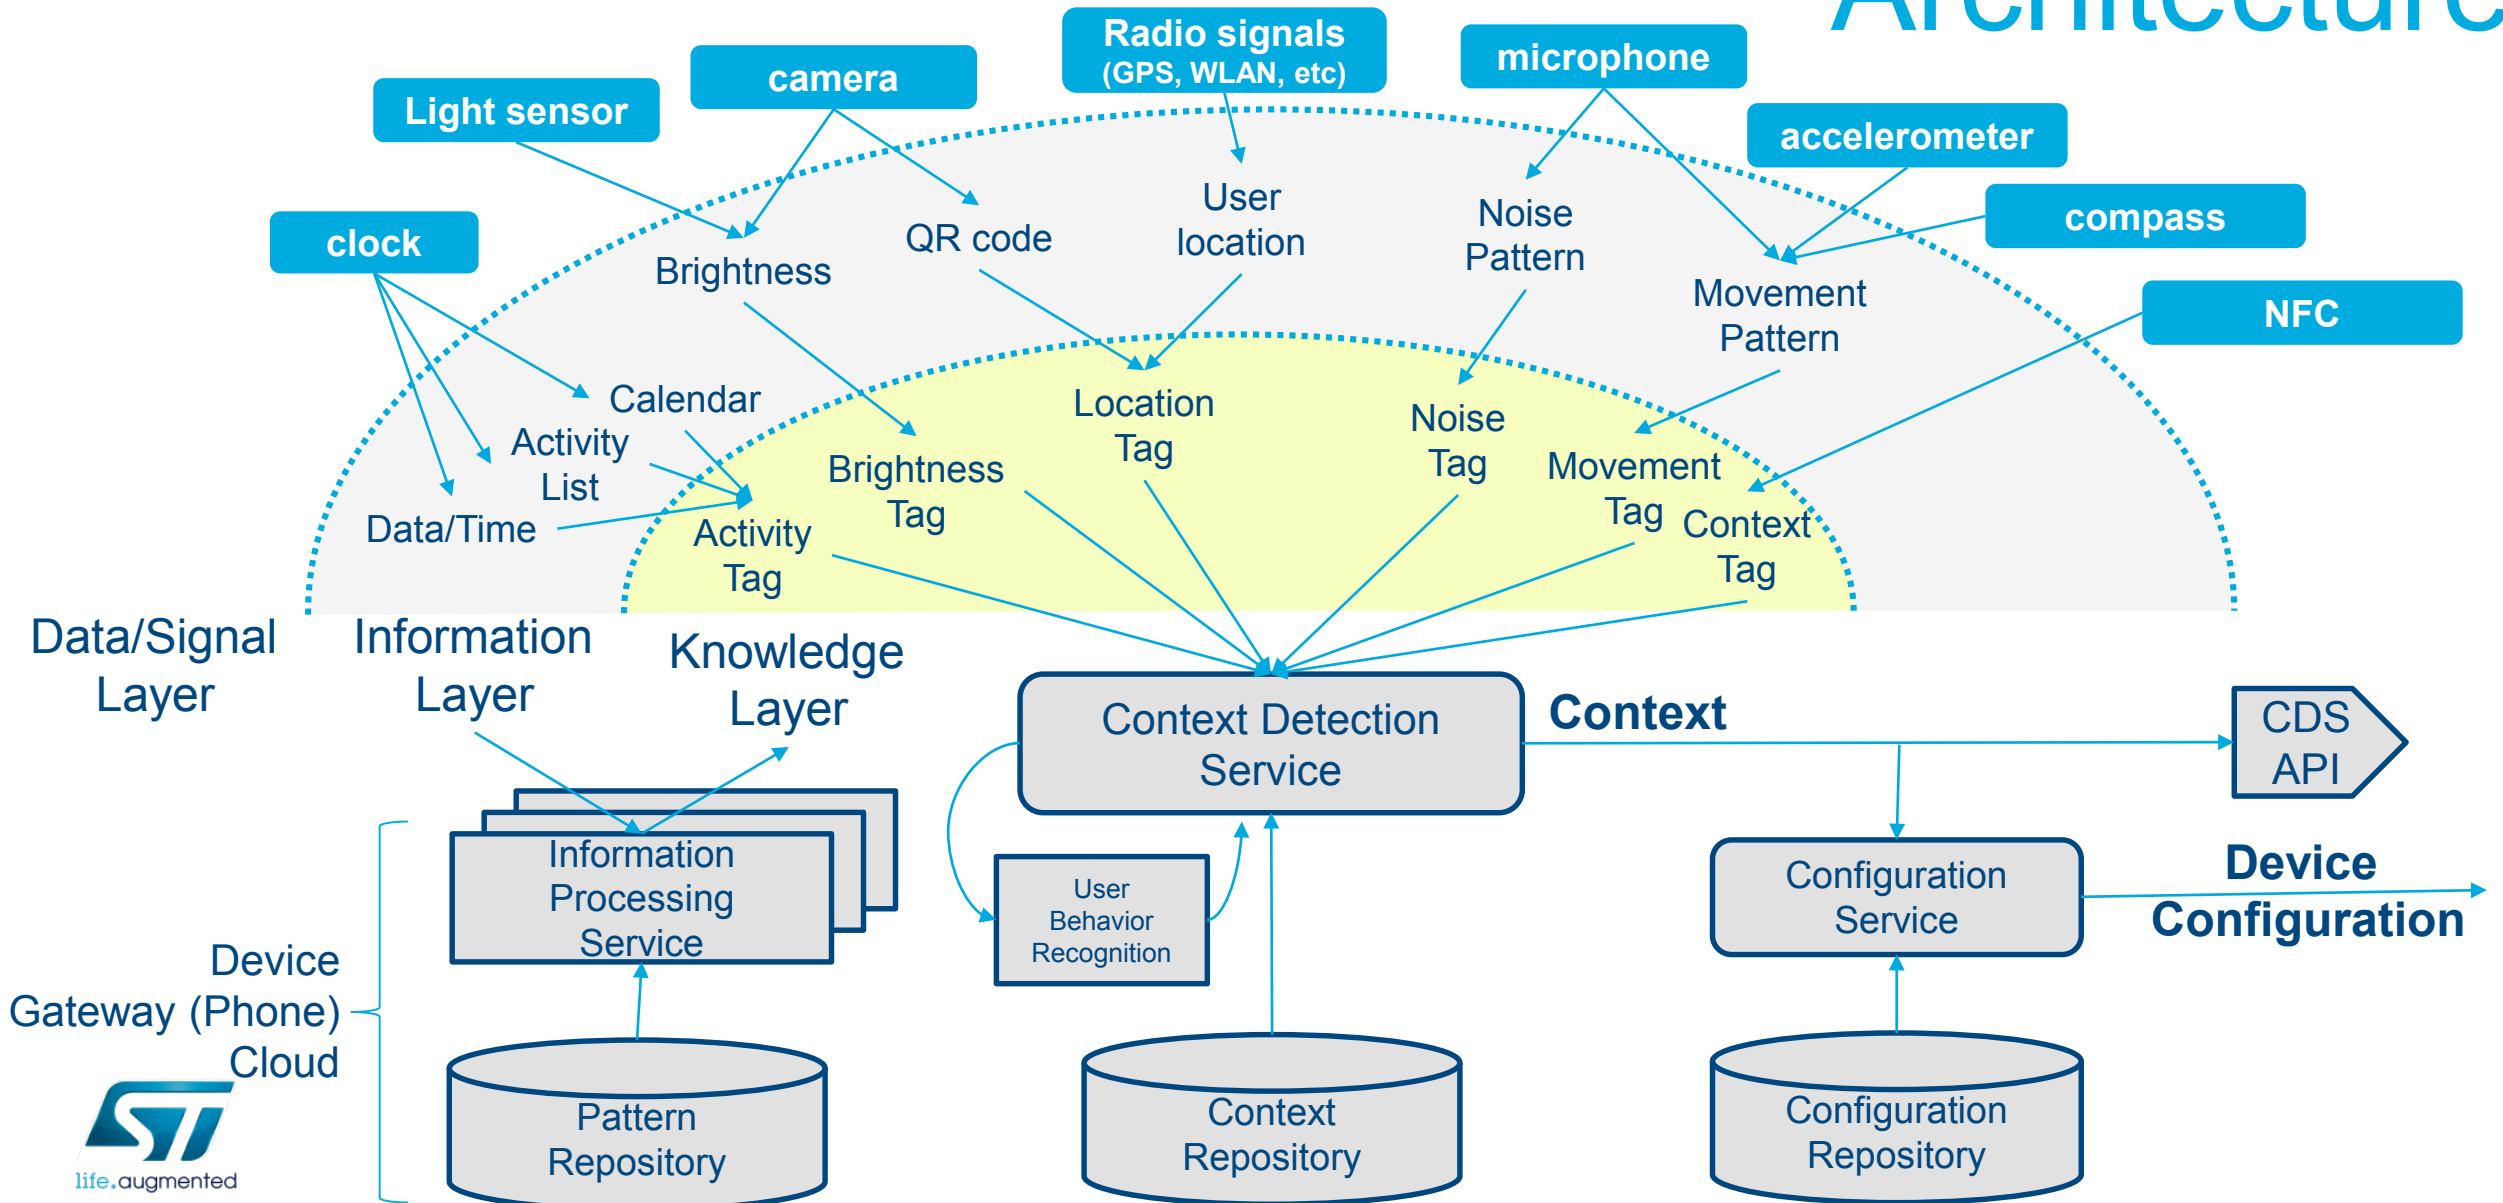 Architecture
Radio signals
(GPS, WLAN, etc)
microphone
camera
Light sensor
accelerometer
clock
compass
NFC
User
location
Noise
Pattern
QR code
Brightness
Movement
Pattern
Calendar
Activity
List
Data/Time
Location
Tag
Noise
Tag
Brightness
Tag
Movement
Tag
Activity
Tag
Context
Tag
Data/Signal
Layer
Information
Layer
Knowledge
Layer
Context Detection
Service
Context
CDS
API
Information
Processing
Service
User
Behavior
Recognition
Configuration
Service
Device
Configuration
Device
Gateway (Phone)
Cloud
Pattern
Repository
Context
Repository
Configuration
Repository
ST
life.augmented